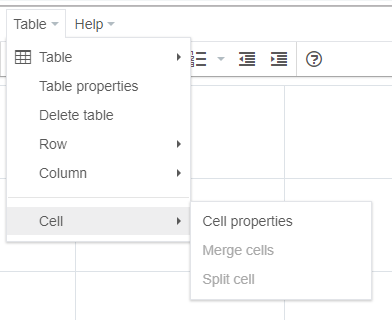 Table Help
Table
Table properties
Delete table
Row
Column
Cell
Cell properties
Merge cells
Split cell